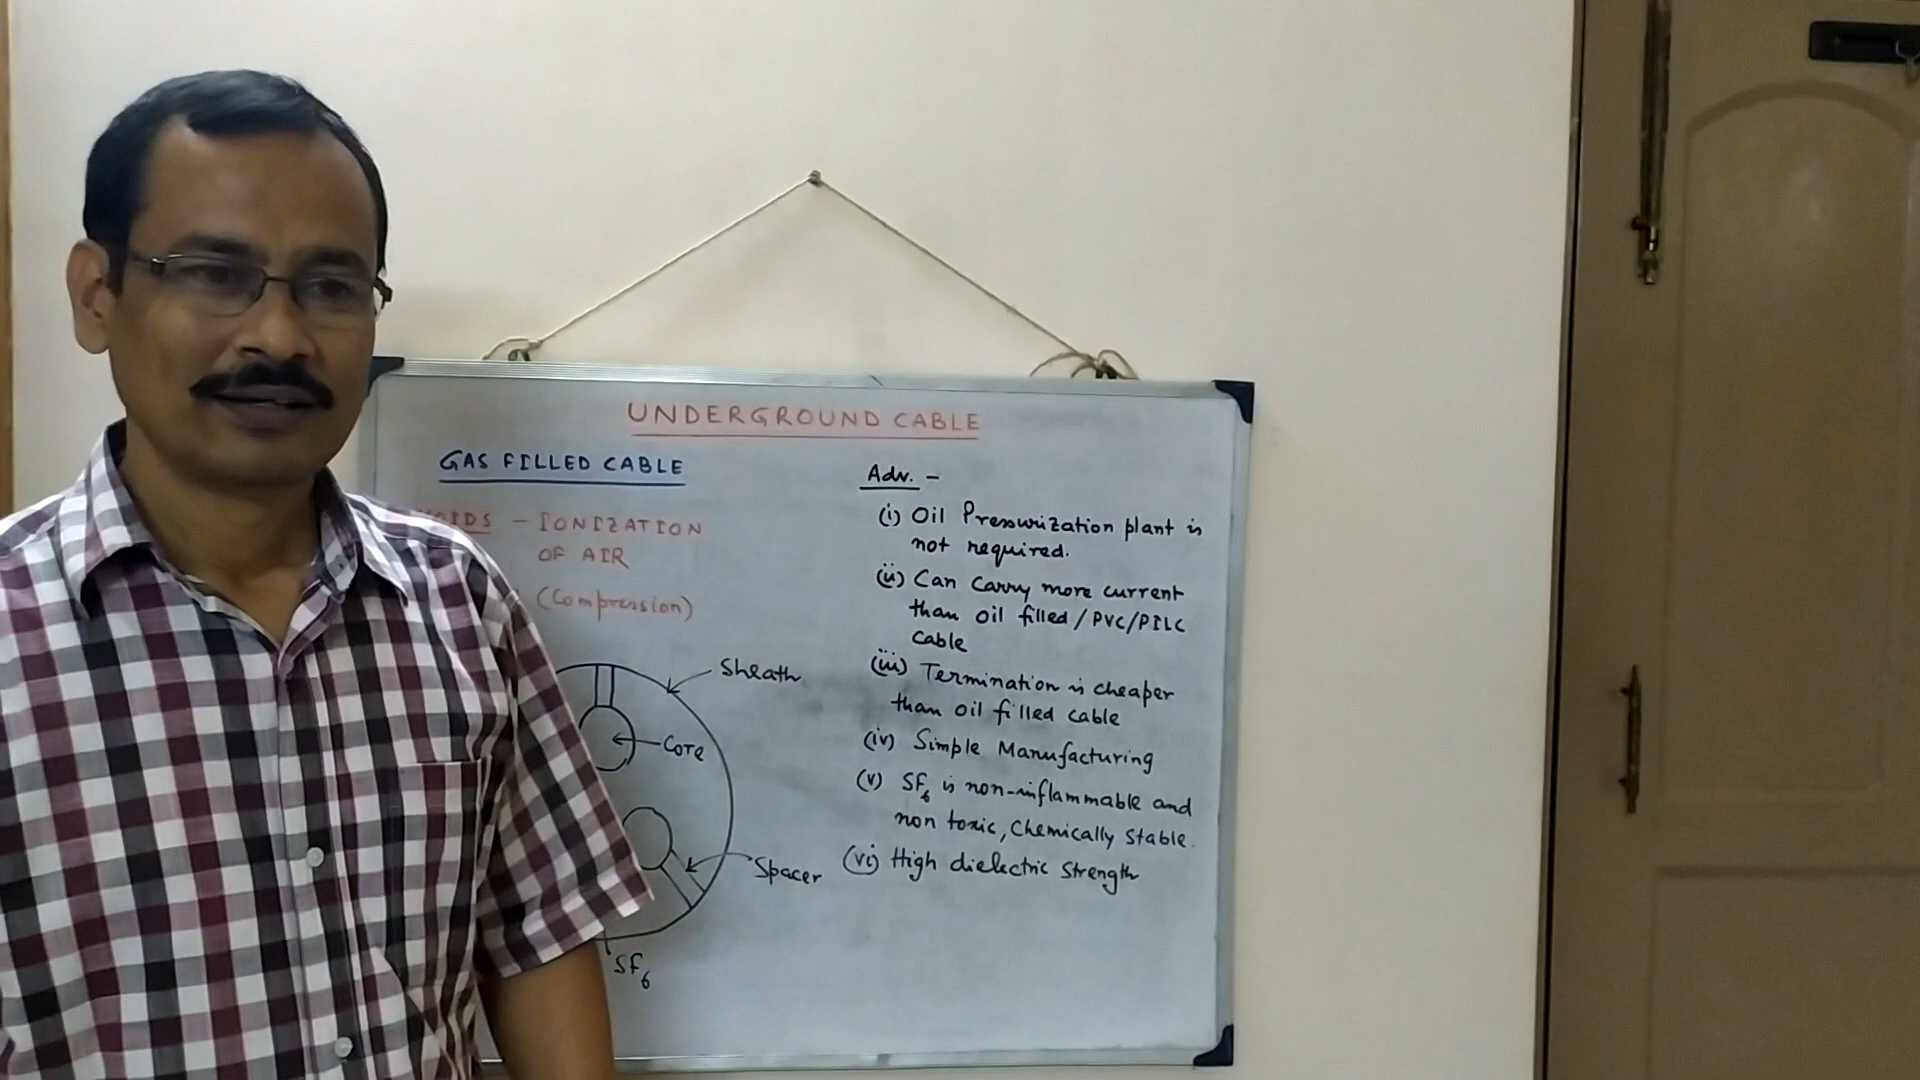 UNDERGROUND CABLE
GAS FILLED CABLE
VOIDS - IONIZATION
OF AIR
(Compression)
Sheath
Core
Spacer
SF6
Adv. -
(i) Oil Pressurization plant is
not required.
(ii) Can carry more current
than oil filled/PVC/PILC
cable
(iii) Termination is cheaper
than oil filled cable
(iv) Simple Manufacturing
(v) SF6 is non-inflammable and
non toxic, Chemically stable.
(vi) High dielectric strength